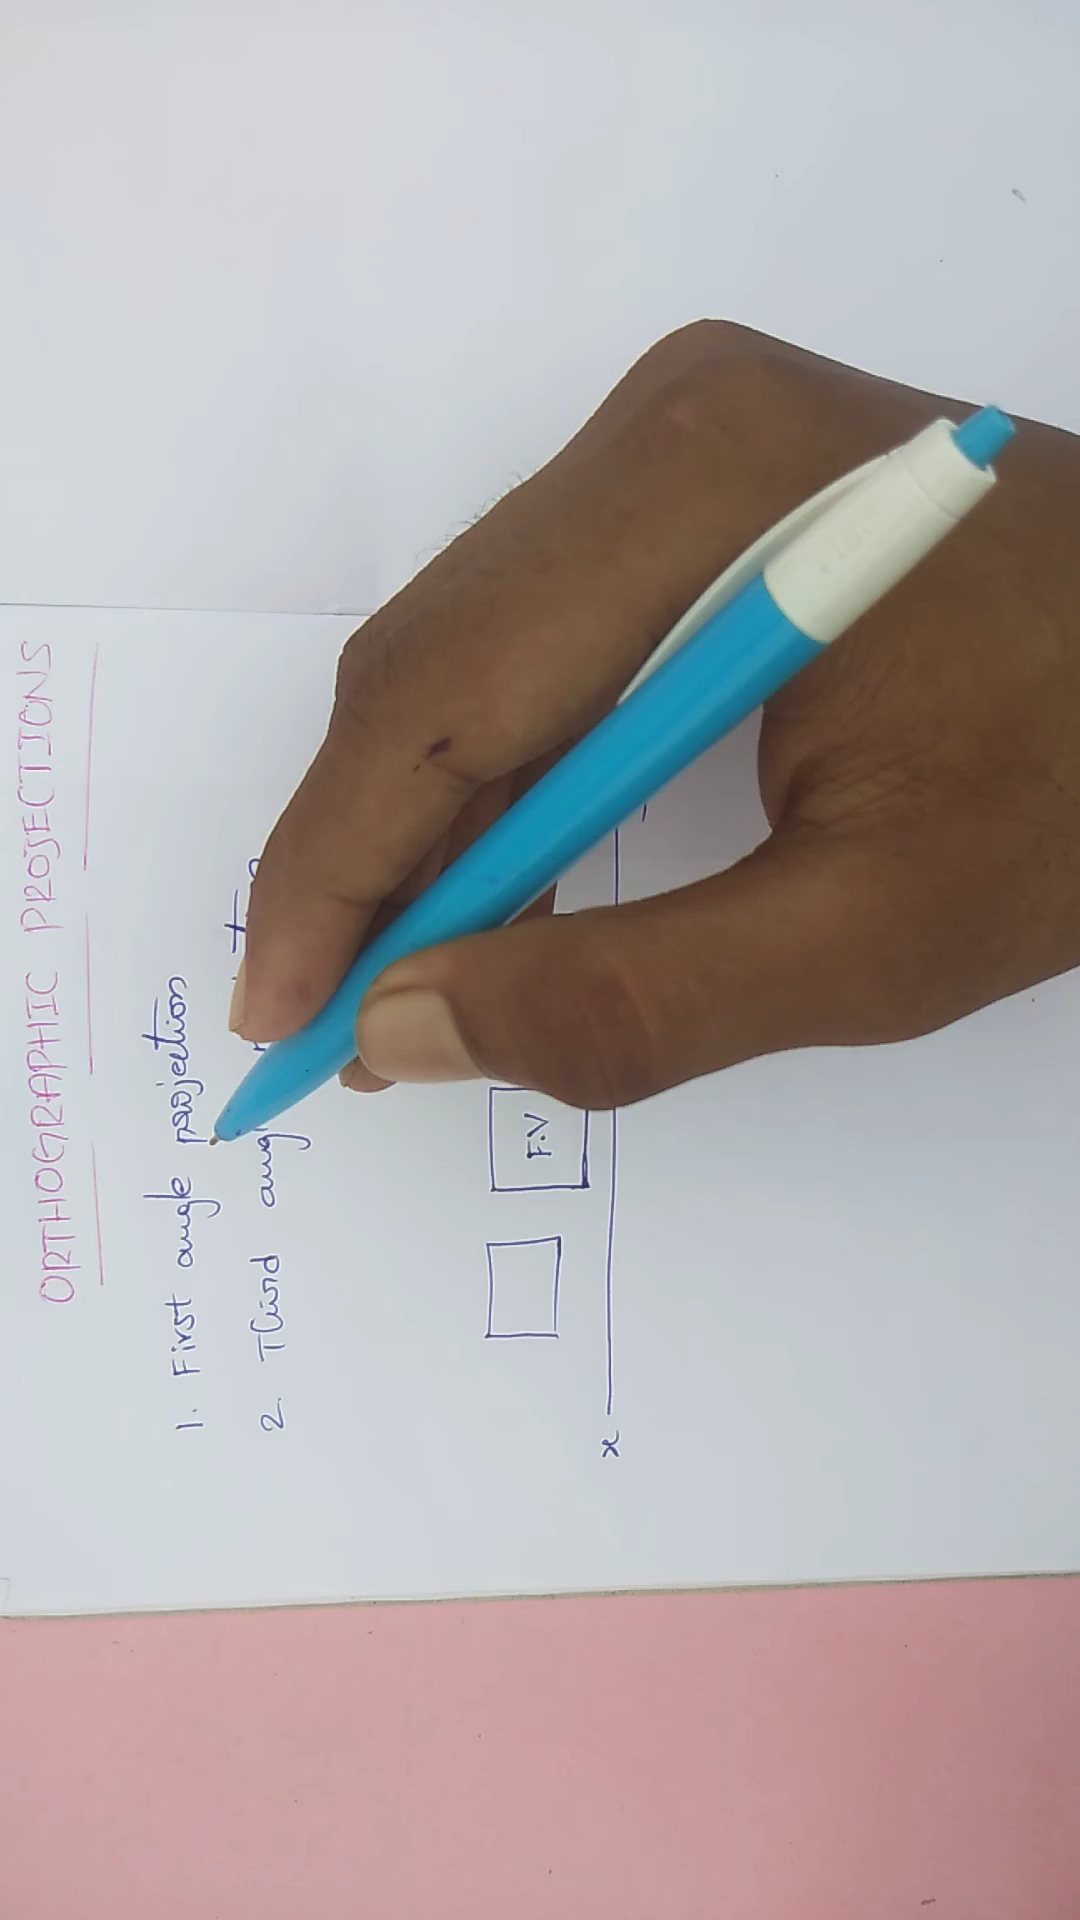 ORTHOGRAPHIC PROJECTIONS
1. First angle projection
2. Third
F.V
x